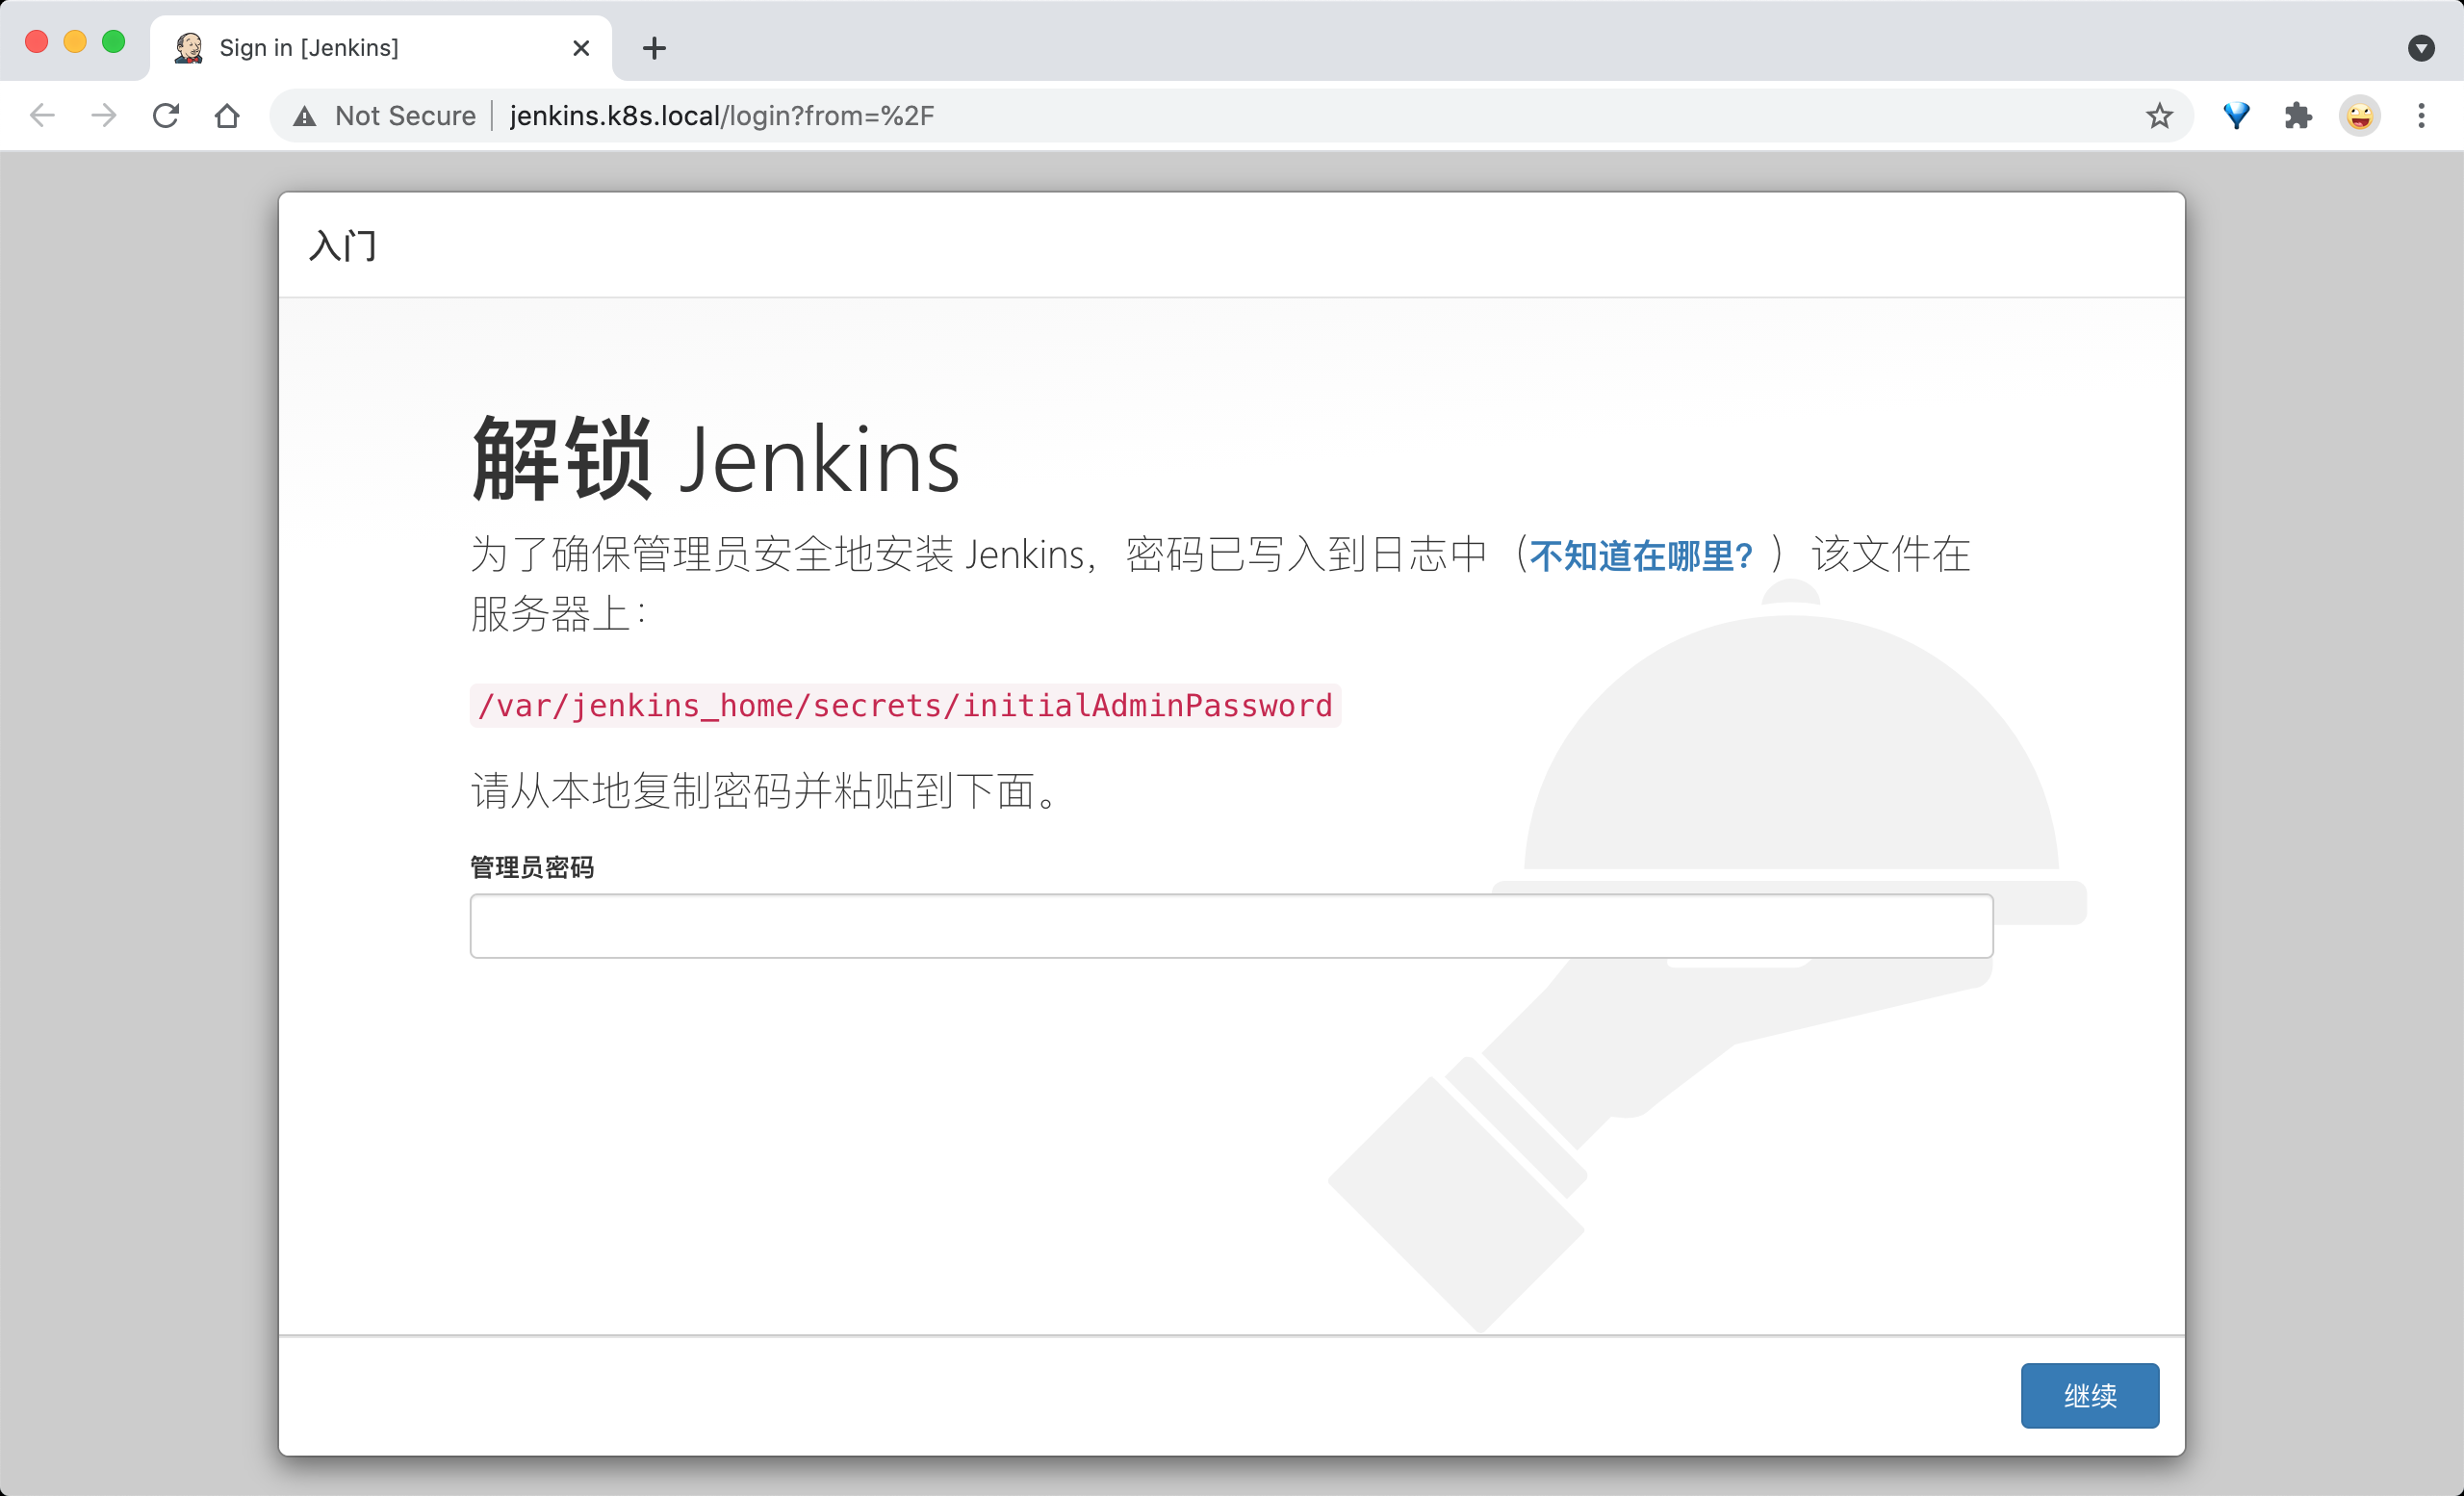 Sign in [Jenkins]
Not Secure | jenkins.k8s.local/login?from=%2F
入门
解锁 Jenkins
为了确保管理员安全地安装 Jenkins，密码已写入到日志中（不知道在哪里？）该文件在
服务器上：
/var/jenkins_home/secrets/initialAdminPassword
请从本地复制密码并粘贴到下面。
管理员密码
继续